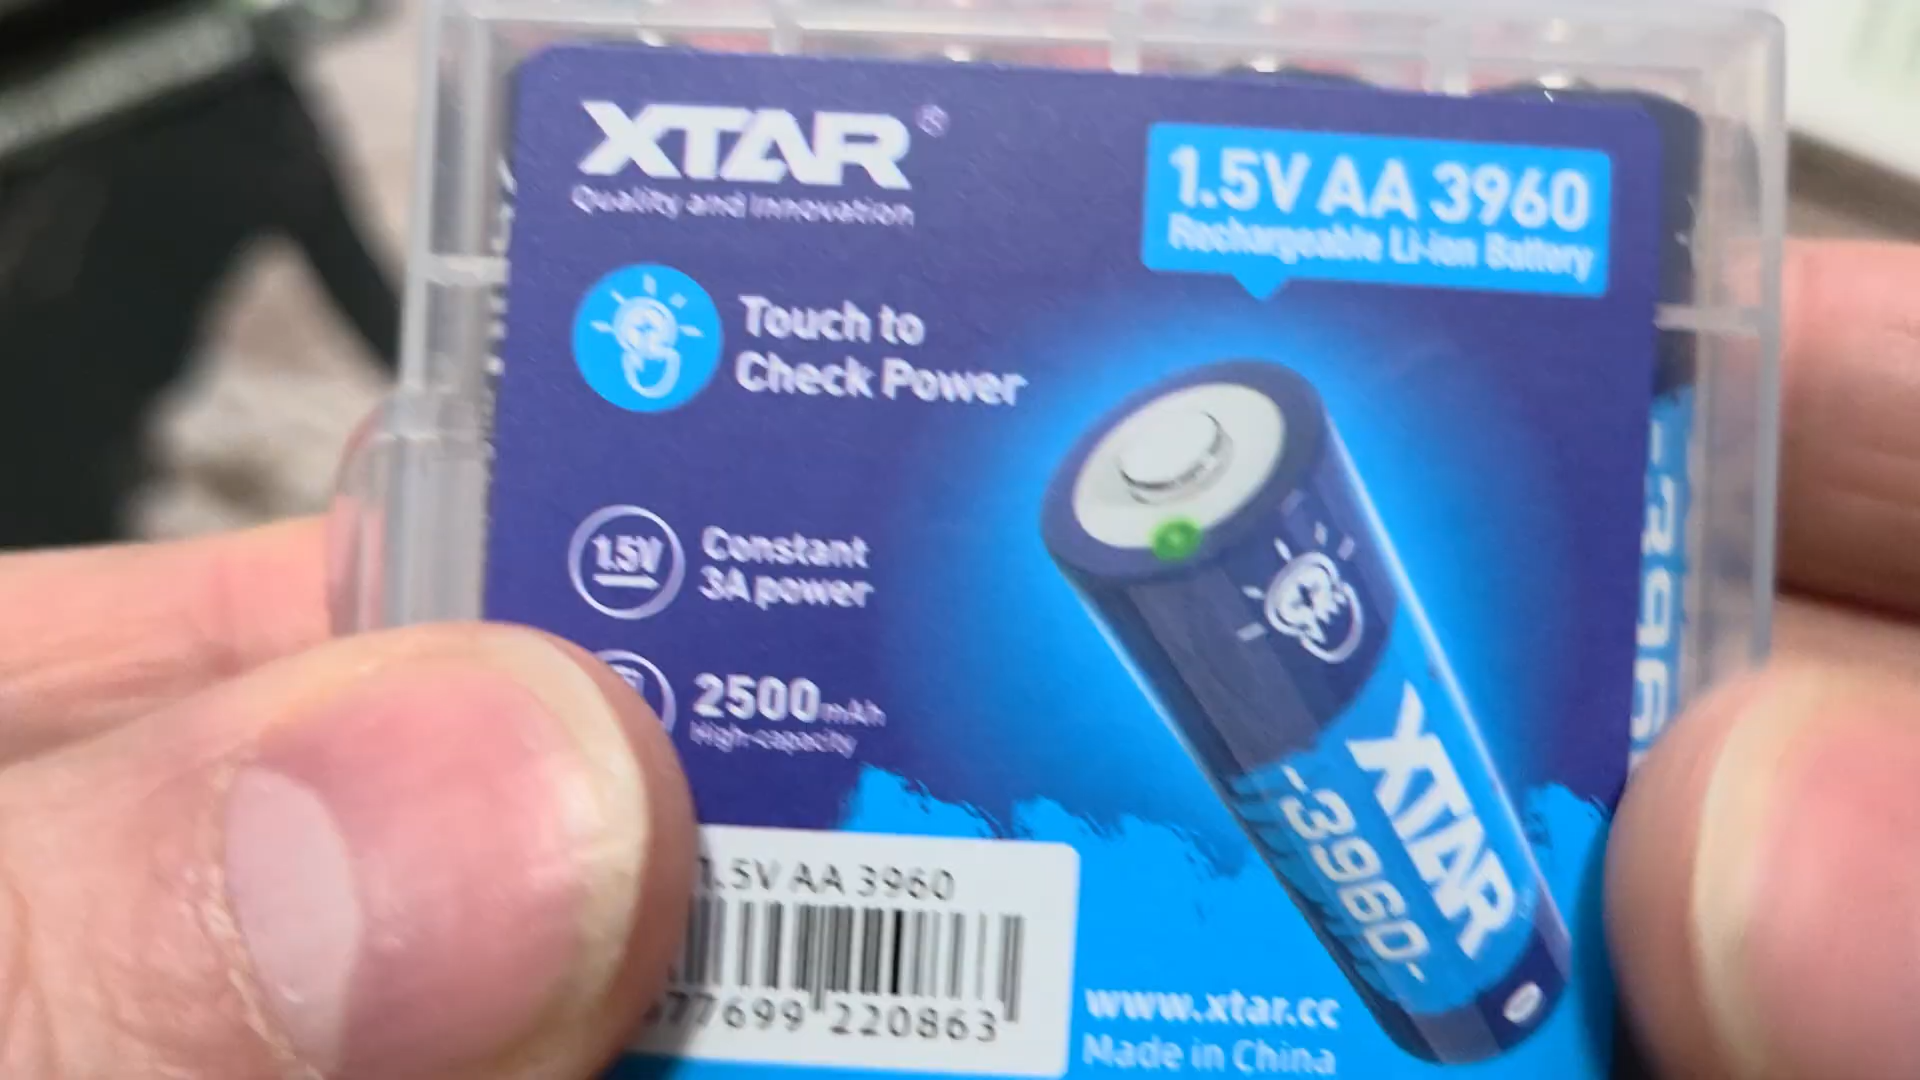 XTAR®
Quality and Innovation
1.5V AA 3960
Rechargeable Li-ion Battery
Touch to
Check Power
1.5V
Constant
3A power
2500mAh
High-capacity
XTAR
-3960-
1.5V AA 3960
77699 220863
www.xtar.cc
Made in China